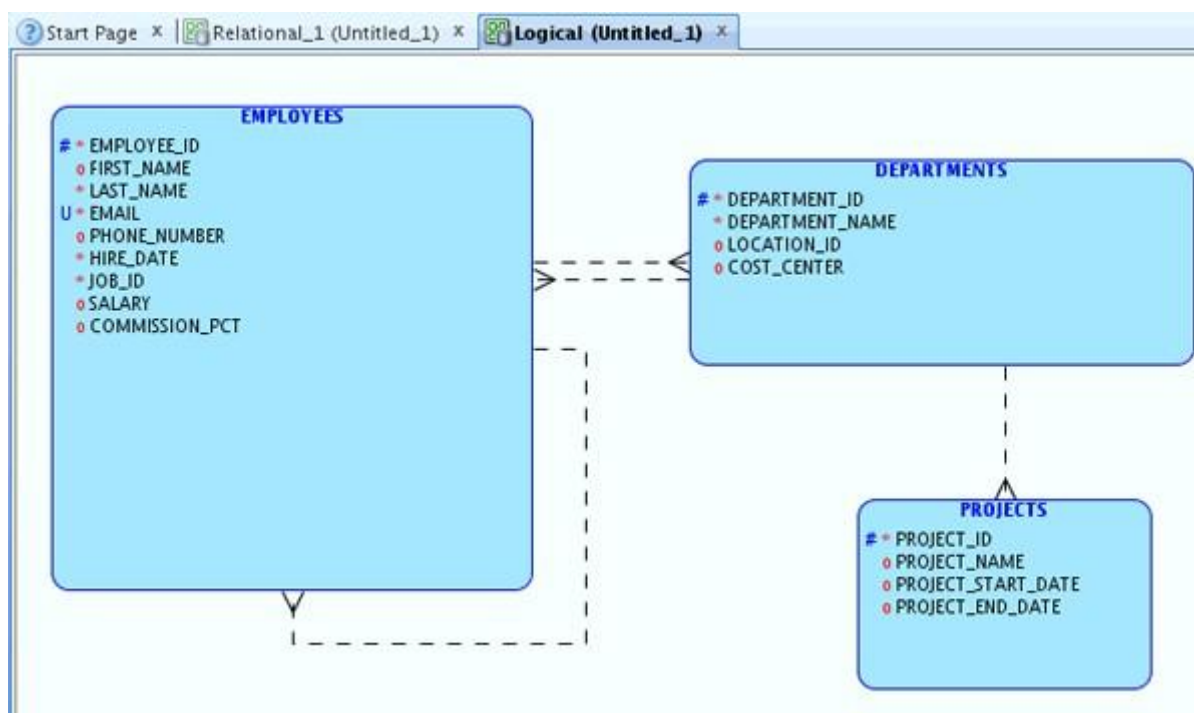 Start Page x Relational_1 (Untitled_1) x Logical (Untitled_1) x
EMPLOYEES
# * EMPLOYEE_ID
o FIRST_NAME
* LAST_NAME
U * EMAIL
o PHONE_NUMBER
* HIRE_DATE
* JOB_ID
o SALARY
o COMMISSION_PCT
DEPARTMENTS
# * DEPARTMENT_ID
* DEPARTMENT_NAME
o LOCATION_ID
o COST_CENTER
PROJECTS
# * PROJECT_ID
o PROJECT_NAME
o PROJECT_START_DATE
o PROJECT_END_DATE